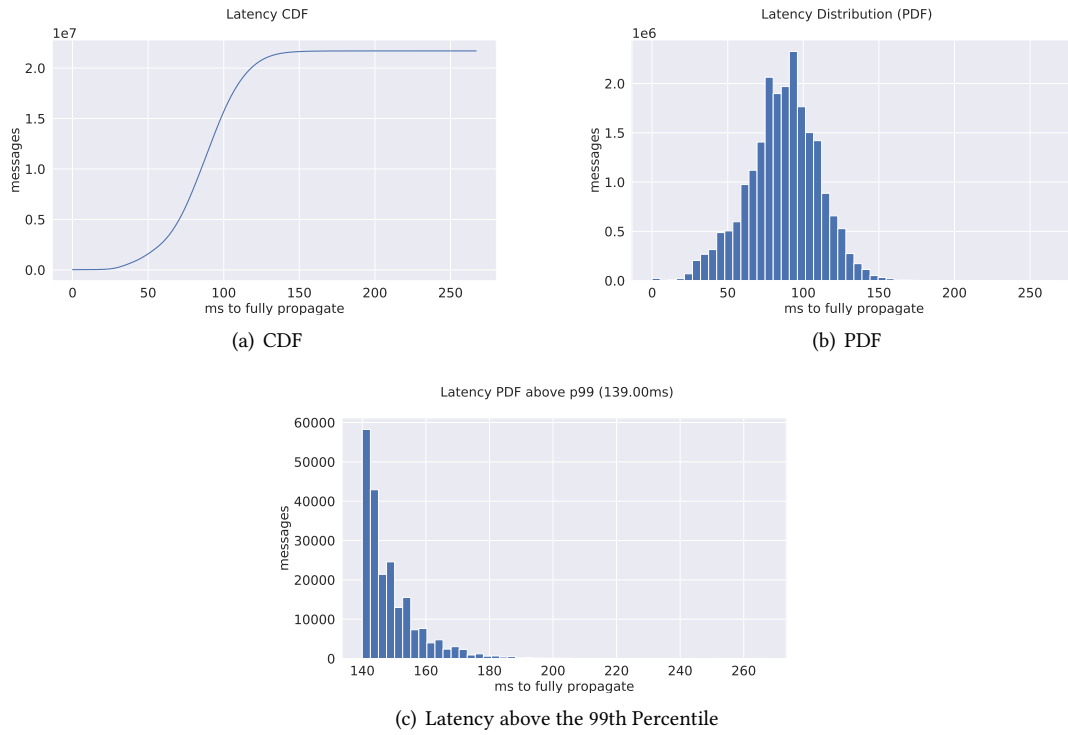 Latency CDF
1e7
2.0
1.5
1.0
0.5
0.0
messages
0 50 100 150 200 250
ms to fully propagate
(a) CDF
Latency Distribution (PDF)
1e6
2.0
1.5
1.0
0.5
0.0
messages
0 50 100 150 200 250
ms to fully propagate
(b) PDF
Latency PDF above p99 (139.00ms)
60000
50000
40000
30000
20000
10000
0
messages
140 160 180 200 220 240 260
ms to fully propagate
(c) Latency above the 99th Percentile